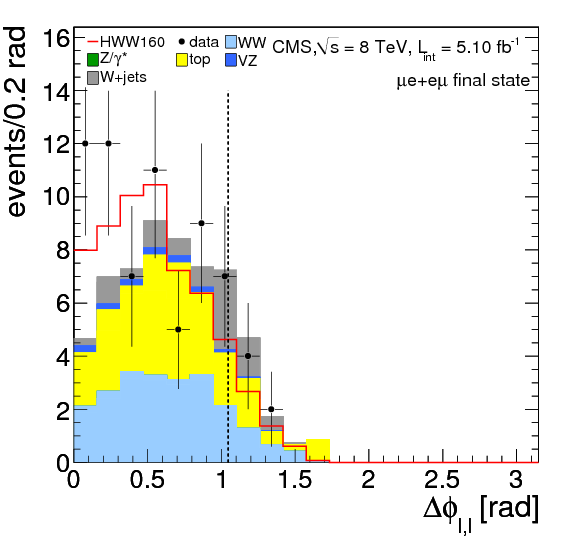 HWW160 data WW CMS,√s = 8 TeV, L_int = 5.10 fb⁻¹
Z/γ* top VZ
W+jets μe+eμ final state
events/0.2 rad
16
14
12
10
8
6
4
2
0
0 0.5 1 1.5 2 2.5 3
Δϕ_l,l [rad]